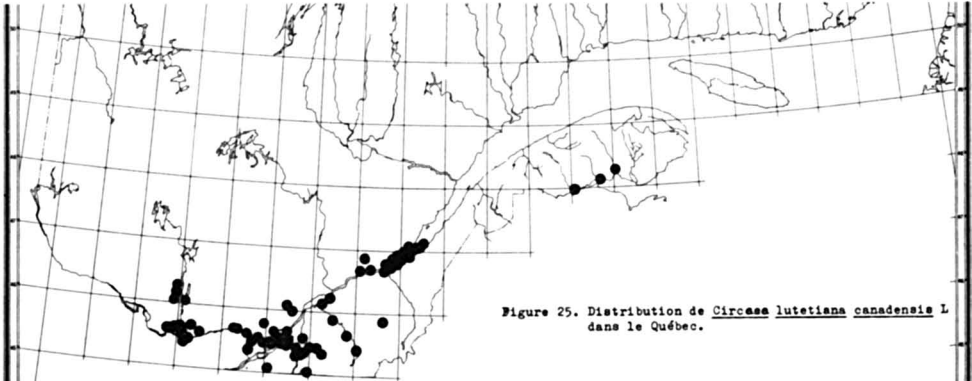 Figure 25. Distribution de Circaea lutetiana canadensis L
dans le Québec.